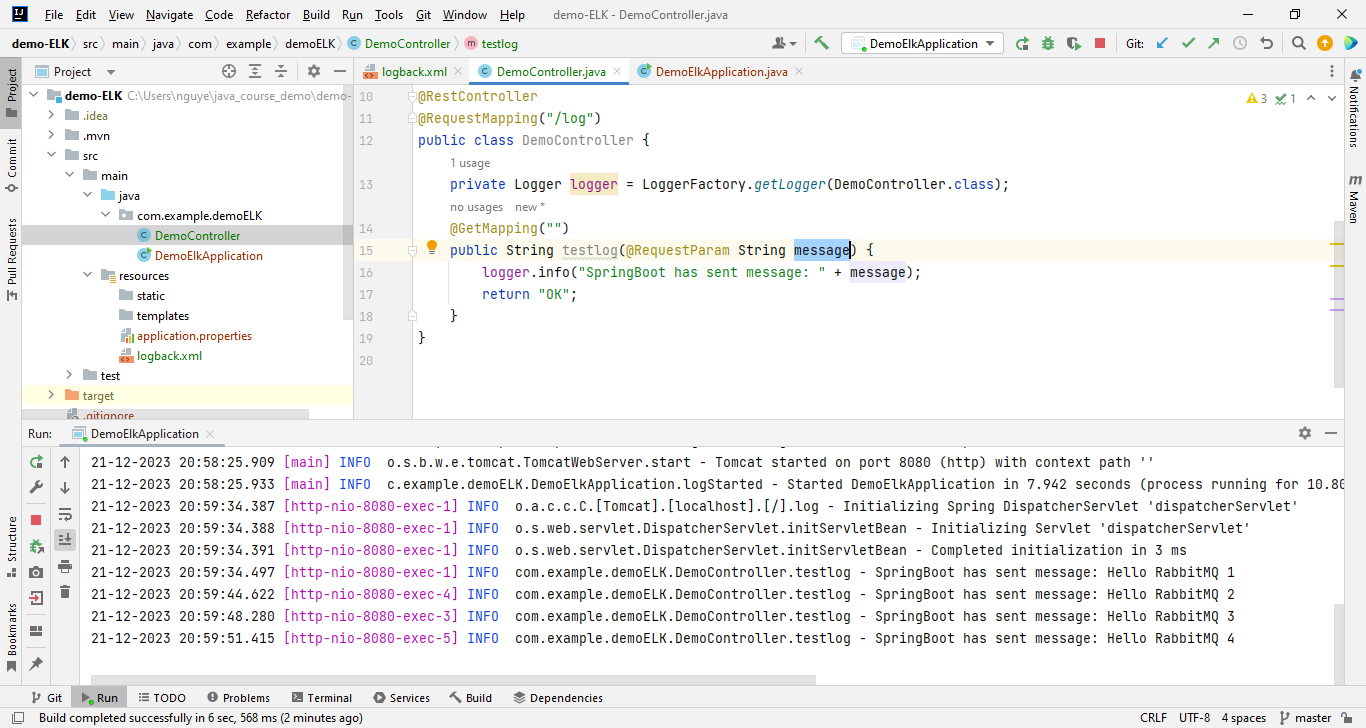 File Edit View Navigate Code Refactor Build Run Tools Git Window Help demo-ELK - DemoController.java
demo-ELK src main java com example demoELK DemoController testlog DemoElkApplication Git:
Project logback.xml DemoController.java DemoElkApplication.java
Project
Commit
Pull Requests
Structure
Bookmarks
demo-ELK C:\Users\nguye\java_course_demo\demo-
.idea
.mvn
src
main
java
com.example.demoELK
DemoController
DemoElkApplication
resources
static
templates
application.properties
logback.xml
test
target
.gitignore
10 @RestController
11 @RequestMapping("/log")
12 public class DemoController {
1 usage
13 private Logger logger = LoggerFactory.getLogger(DemoController.class);
no usages new *
14 @GetMapping("")
15 public String testlog(@RequestParam String message) {
16 logger.info("SpringBoot has sent message: " + message);
17 return "OK";
18 }
19 }
20
3 1
Notifications
Maven
Run: DemoElkApplication
21-12-2023 20:58:25.909 [main] INFO o.s.b.w.e.tomcat.TomcatWebServer.start - Tomcat started on port 8080 (http) with context path ''
21-12-2023 20:58:25.933 [main] INFO c.example.demoELK.DemoElkApplication.logStarted - Started DemoElkApplication in 7.942 seconds (process running for 10.80
21-12-2023 20:59:34.387 [http-nio-8080-exec-1] INFO o.a.c.c.C.[Tomcat].[localhost].[/].log - Initializing Spring DispatcherServlet 'dispatcherServlet'
21-12-2023 20:59:34.388 [http-nio-8080-exec-1] INFO o.s.web.servlet.DispatcherServlet.initServletBean - Initializing Servlet 'dispatcherServlet'
21-12-2023 20:59:34.391 [http-nio-8080-exec-1] INFO o.s.web.servlet.DispatcherServlet.initServletBean - Completed initialization in 3 ms
21-12-2023 20:59:34.497 [http-nio-8080-exec-1] INFO com.example.demoELK.DemoController.testlog - SpringBoot has sent message: Hello RabbitMQ 1
21-12-2023 20:59:44.622 [http-nio-8080-exec-4] INFO com.example.demoELK.DemoController.testlog - SpringBoot has sent message: Hello RabbitMQ 2
21-12-2023 20:59:48.280 [http-nio-8080-exec-3] INFO com.example.demoELK.DemoController.testlog - SpringBoot has sent message: Hello RabbitMQ 3
21-12-2023 20:59:51.415 [http-nio-8080-exec-5] INFO com.example.demoELK.DemoController.testlog - SpringBoot has sent message: Hello RabbitMQ 4
Git Run TODO Problems Terminal Services Build Dependencies
Build completed successfully in 6 sec, 568 ms (2 minutes ago) CRLF UTF-8 4 spaces master